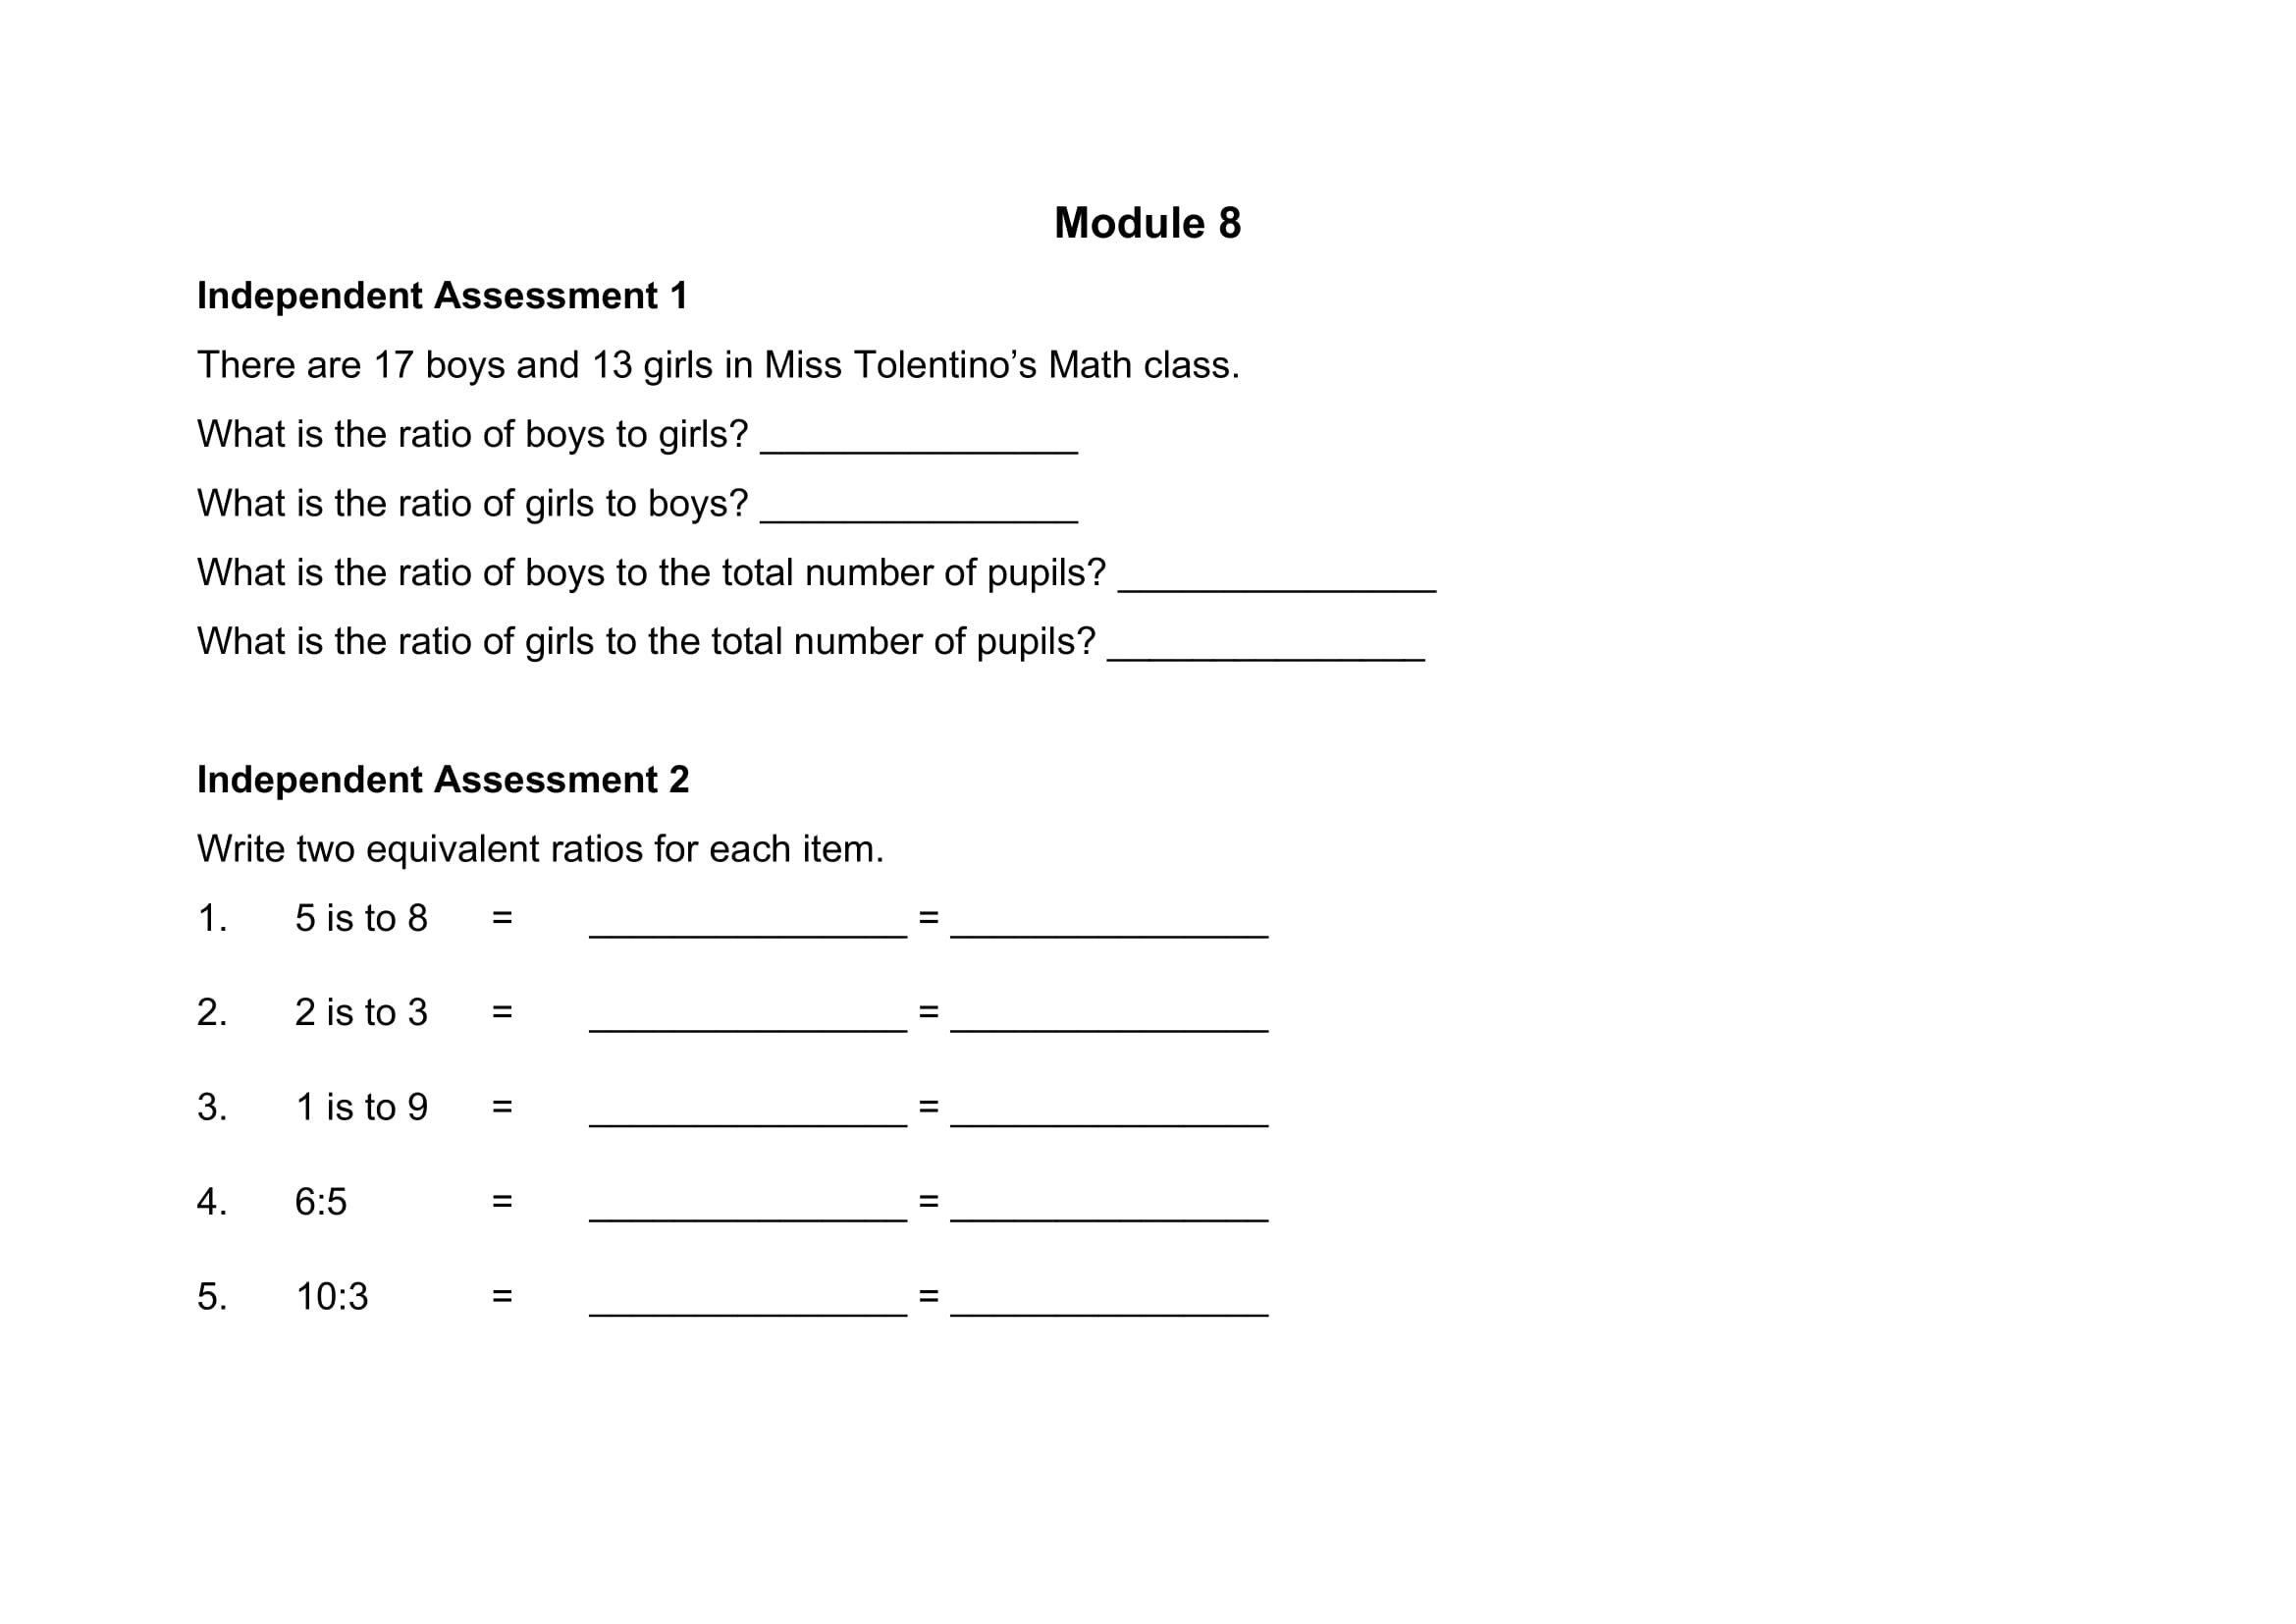 Module 8
Independent Assessment 1
There are 17 boys and 13 girls in Miss Tolentino’s Math class.
What is the ratio of boys to girls? _______________
What is the ratio of girls to boys? _______________
What is the ratio of boys to the total number of pupils? _______________
What is the ratio of girls to the total number of pupils? _______________
Independent Assessment 2
Write two equivalent ratios for each item.
1. 5 is to 8 = _______________ = _______________
2. 2 is to 3 = _______________ = _______________
3. 1 is to 9 = _______________ = _______________
4. 6:5 = _______________ = _______________
5. 10:3 = _______________ = _______________